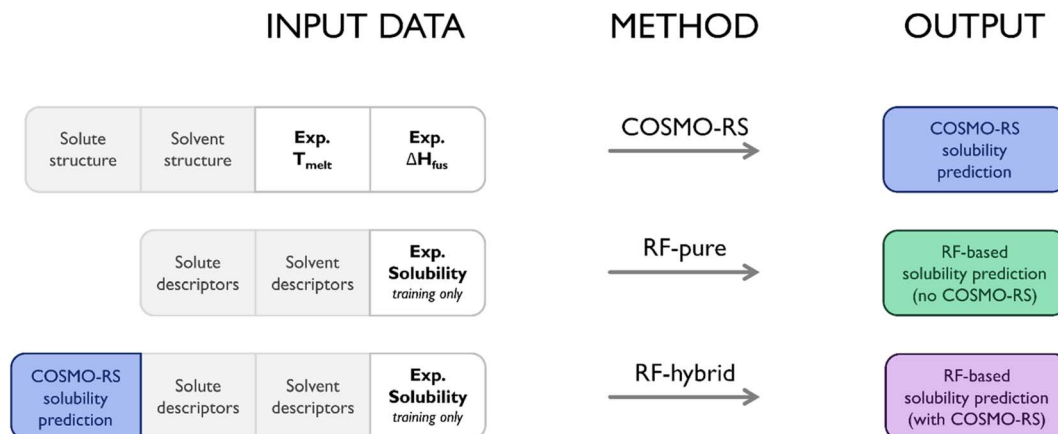 INPUT DATA
METHOD
OUTPUT
Solute
structure
Solvent
structure
Exp.
Tmelt
Exp.
ΔHfus
COSMO-RS
COSMO-RS
solubility
prediction
Solute
descriptors
Solvent
descriptors
Exp.
Solubility
training only
RF-pure
RF-based
solubility prediction
(no COSMO-RS)
COSMO-RS
solubility
prediction
Solute
descriptors
Solvent
descriptors
Exp.
Solubility
training only
RF-hybrid
RF-based
solubility prediction
(with COSMO-RS)